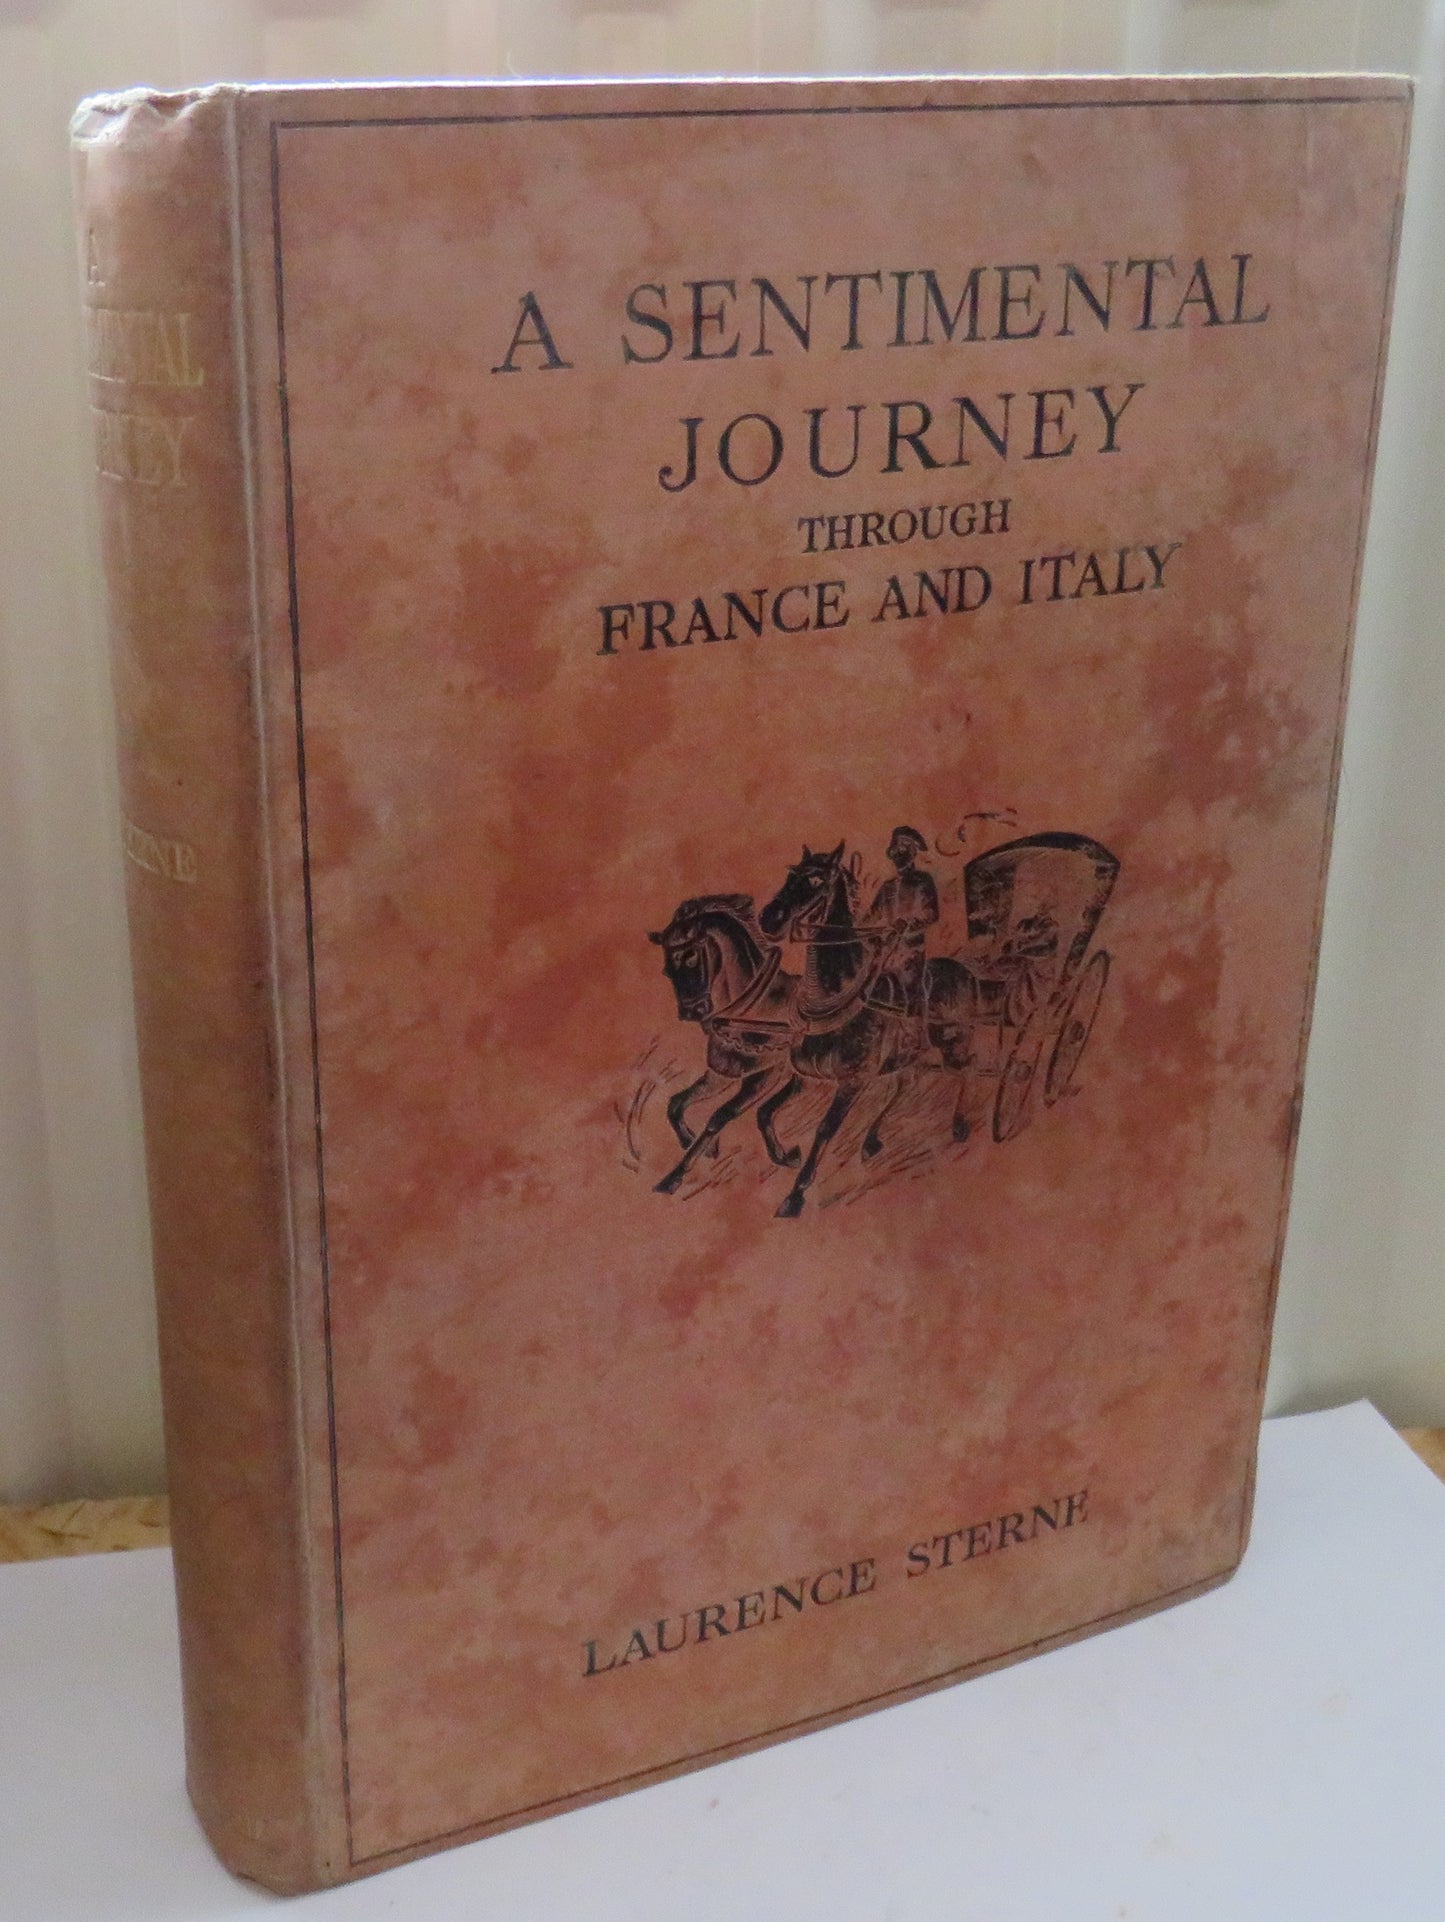 A SENTIMENTAL
JOURNEY
THROUGH
FRANCE AND ITALY
LAURENCE STERNE
A